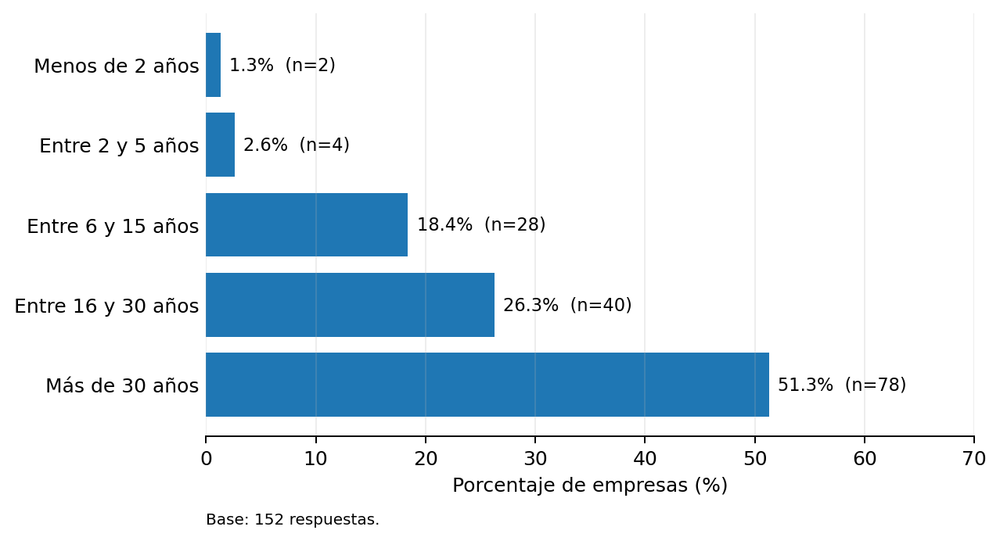 Menos de 2 años 1.3% (n=2)
Entre 2 y 5 años 2.6% (n=4)
Entre 6 y 15 años 18.4% (n=28)
Entre 16 y 30 años 26.3% (n=40)
Más de 30 años 51.3% (n=78)
0 10 20 30 40 50 60 70
Porcentaje de empresas (%)
Base: 152 respuestas.